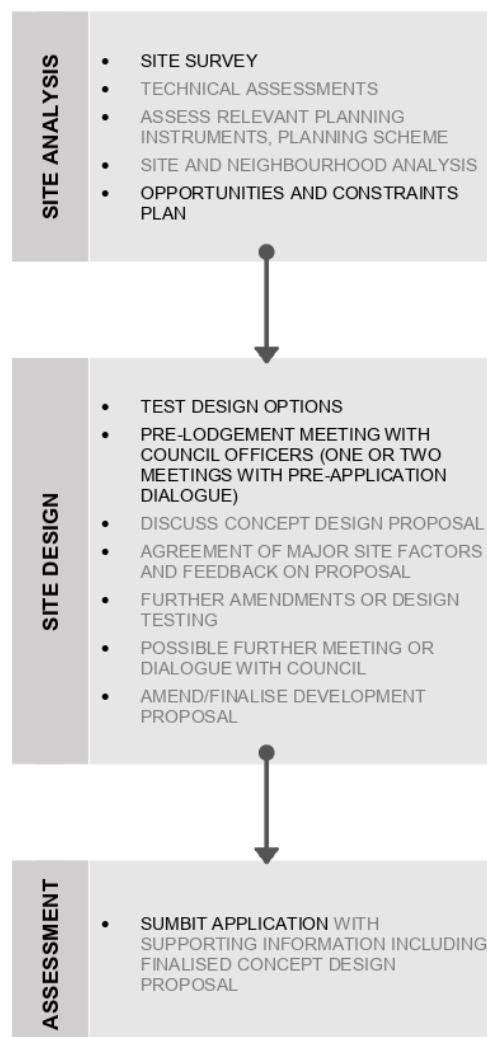 SITE ANALYSIS
• SITE SURVEY
• TECHNICAL ASSESSMENTS
• ASSESS RELEVANT PLANNING
INSTRUMENTS, PLANNING SCHEME
• SITE AND NEIGHBOURHOOD ANALYSIS
• OPPORTUNITIES AND CONSTRAINTS
PLAN
SITE DESIGN
• TEST DESIGN OPTIONS
• PRE-LODGEMENT MEETING WITH
COUNCIL OFFICERS (ONE OR TWO
MEETINGS WITH PRE-APPLICATION
DIALOGUE)
• DISCUSS CONCEPT DESIGN PROPOSAL
• AGREEMENT OF MAJOR SITE FACTORS
AND FEEDBACK ON PROPOSAL
• FURTHER AMENDMENTS OR DESIGN
TESTING
• POSSIBLE FURTHER MEETING OR
DIALOGUE WITH COUNCIL
• AMEND/FINALISE DEVELOPMENT
PROPOSAL
ASSESSMENT
• SUMBIT APPLICATION WITH
SUPPORTING INFORMATION INCLUDING
FINALISED CONCEPT DESIGN
PROPOSAL